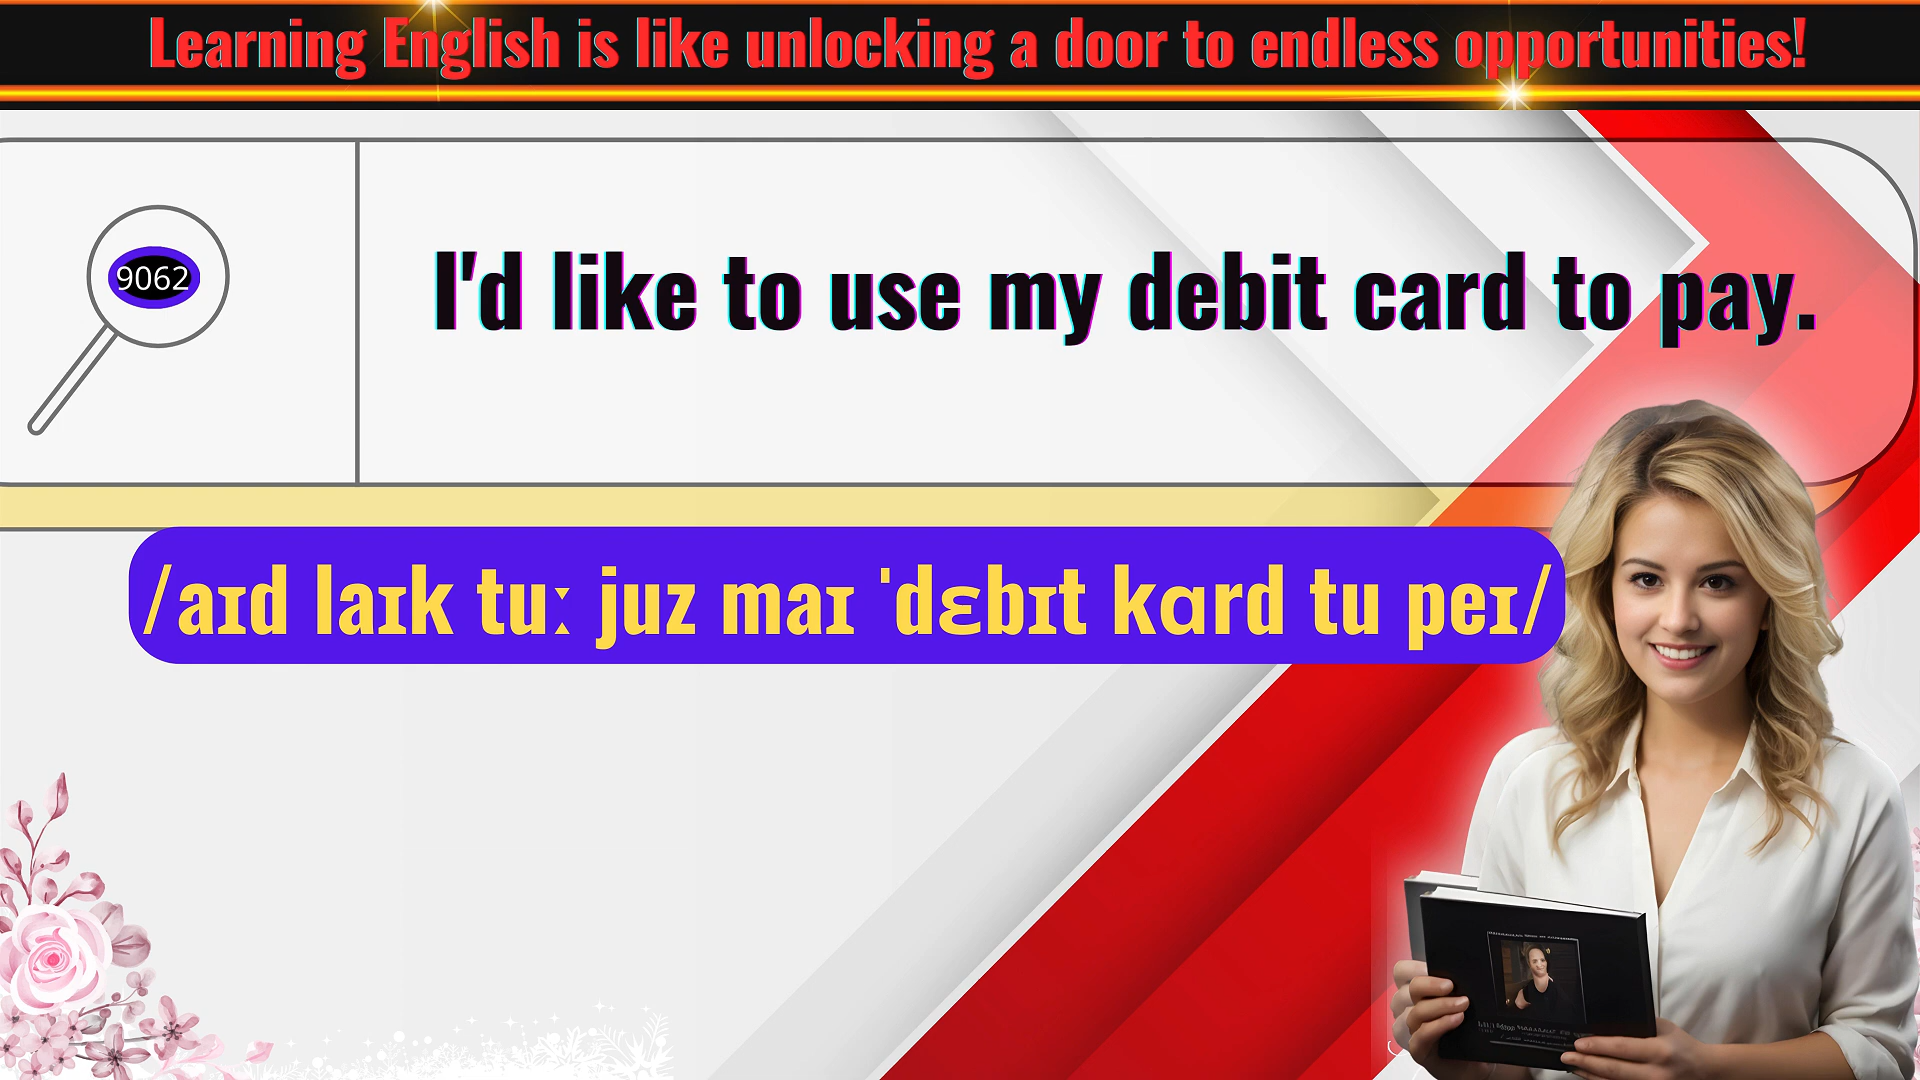 Learning English is like unlocking a door to endless opportunities!
9062
I'd like to use my debit card to pay.
/aɪd laɪk tuː juz maɪ ˈdɛbɪt kɑrd tu peɪ/